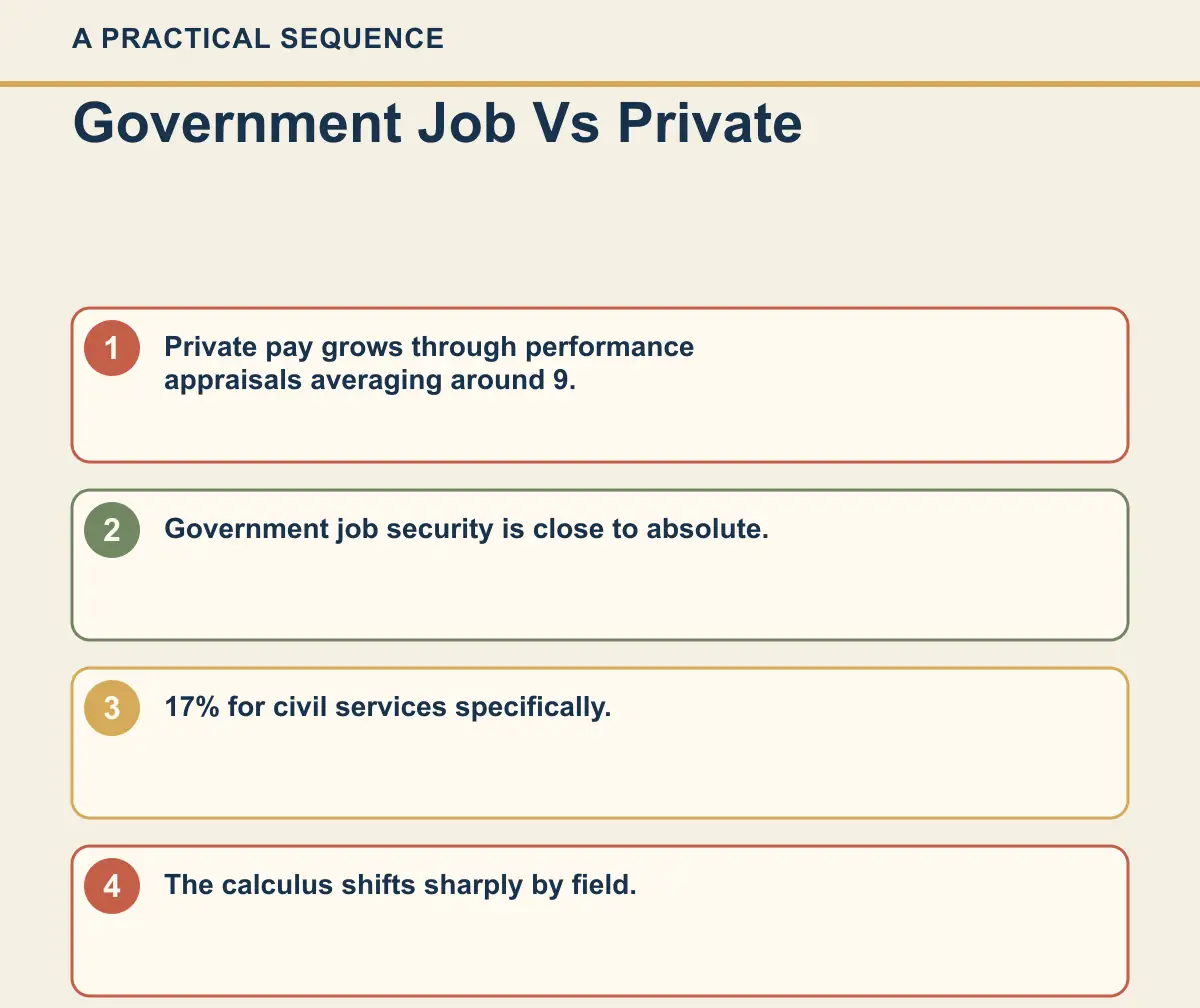 A PRACTICAL SEQUENCE
Government Job Vs Private
1
Private pay grows through performance
appraisals averaging around 9.
2
Government job security is close to absolute.
3
17% for civil services specifically.
4
The calculus shifts sharply by field.